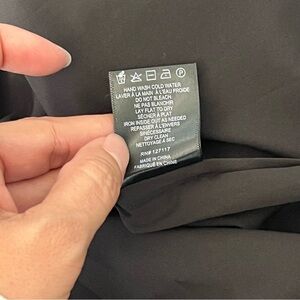 HAND WASH COLD WATER
LAVER À LA MAIN À L'EAU FROIDE
DO NOT BLEACH.
NE PAS BLANCHIR
LAY FLAT TO DRY
SÉCHER À PLAT
IRON INSIDE OUT AS NEEDED
REPASSER À L'ENVERS
SI NÉCESSAIRE
DRY CLEAN
NETTOYAGE A SEC
RN# 127117
MADE IN CHINA
FABRIQUÉ EN CHINE